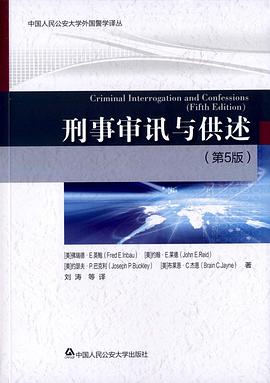 中国人民公安大学外国警学译丛
Criminal Interrogation and Confessions
(Fifth Edition)
刑事审讯与供述
(第5版)
[美]佛瑞德·E.英鲍(Fred E.Inbau) [美]约翰·E.莱德(John E.Reid)
[美]约瑟夫·P.巴克利(Joseph P.Buckley) [美]布莱恩·C.杰恩(Brain C.Jayne) 著
刘涛 等译
中国人民公安大学出版社